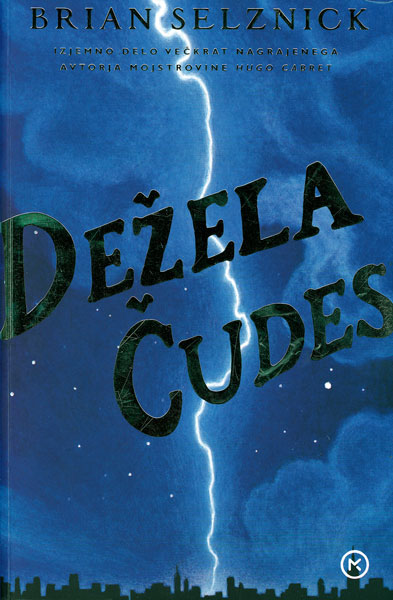 BRIAN SELZNICK
IZJEMNO DELO VEČKRAT NAGRAJENEGA
AVTORJA MOJSTROVINE HUGO CABRET
DEŽELA
ČUDES